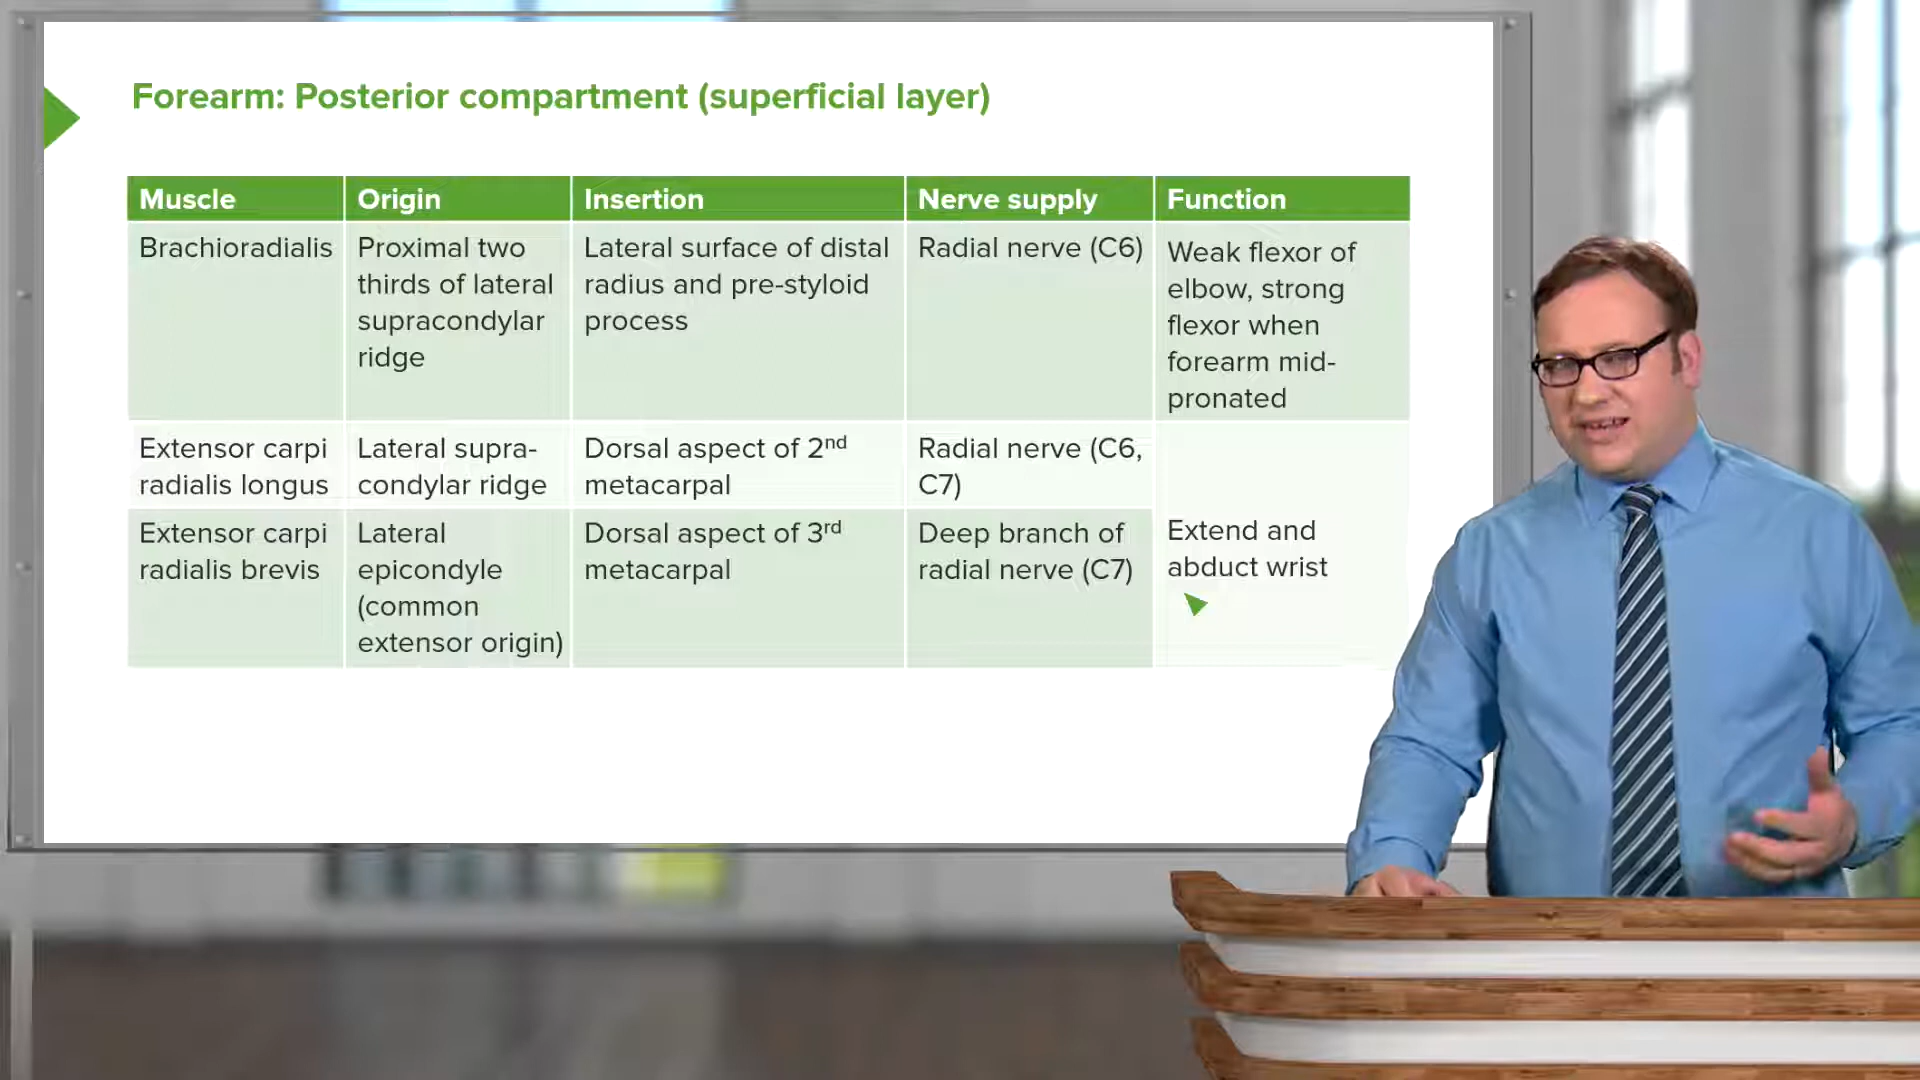 Forearm: Posterior compartment (superficial layer)
Muscle
Origin
Insertion
Nerve supply
Function
Brachioradialis
Proximal two
thirds of lateral
supracondylar
ridge
Lateral surface of distal
radius and pre-styloid
process
Radial nerve (C6)
Weak flexor of
elbow, strong
flexor when
forearm mid-
pronated
Extensor carpi
radialis longus
Lateral supra-
condylar ridge
Dorsal aspect of 2nd
metacarpal
Radial nerve (C6,
C7)
Extensor carpi
radialis brevis
Lateral
epicondyle
(common
extensor origin)
Dorsal aspect of 3rd
metacarpal
Deep branch of
radial nerve (C7)
Extend and
abduct wrist